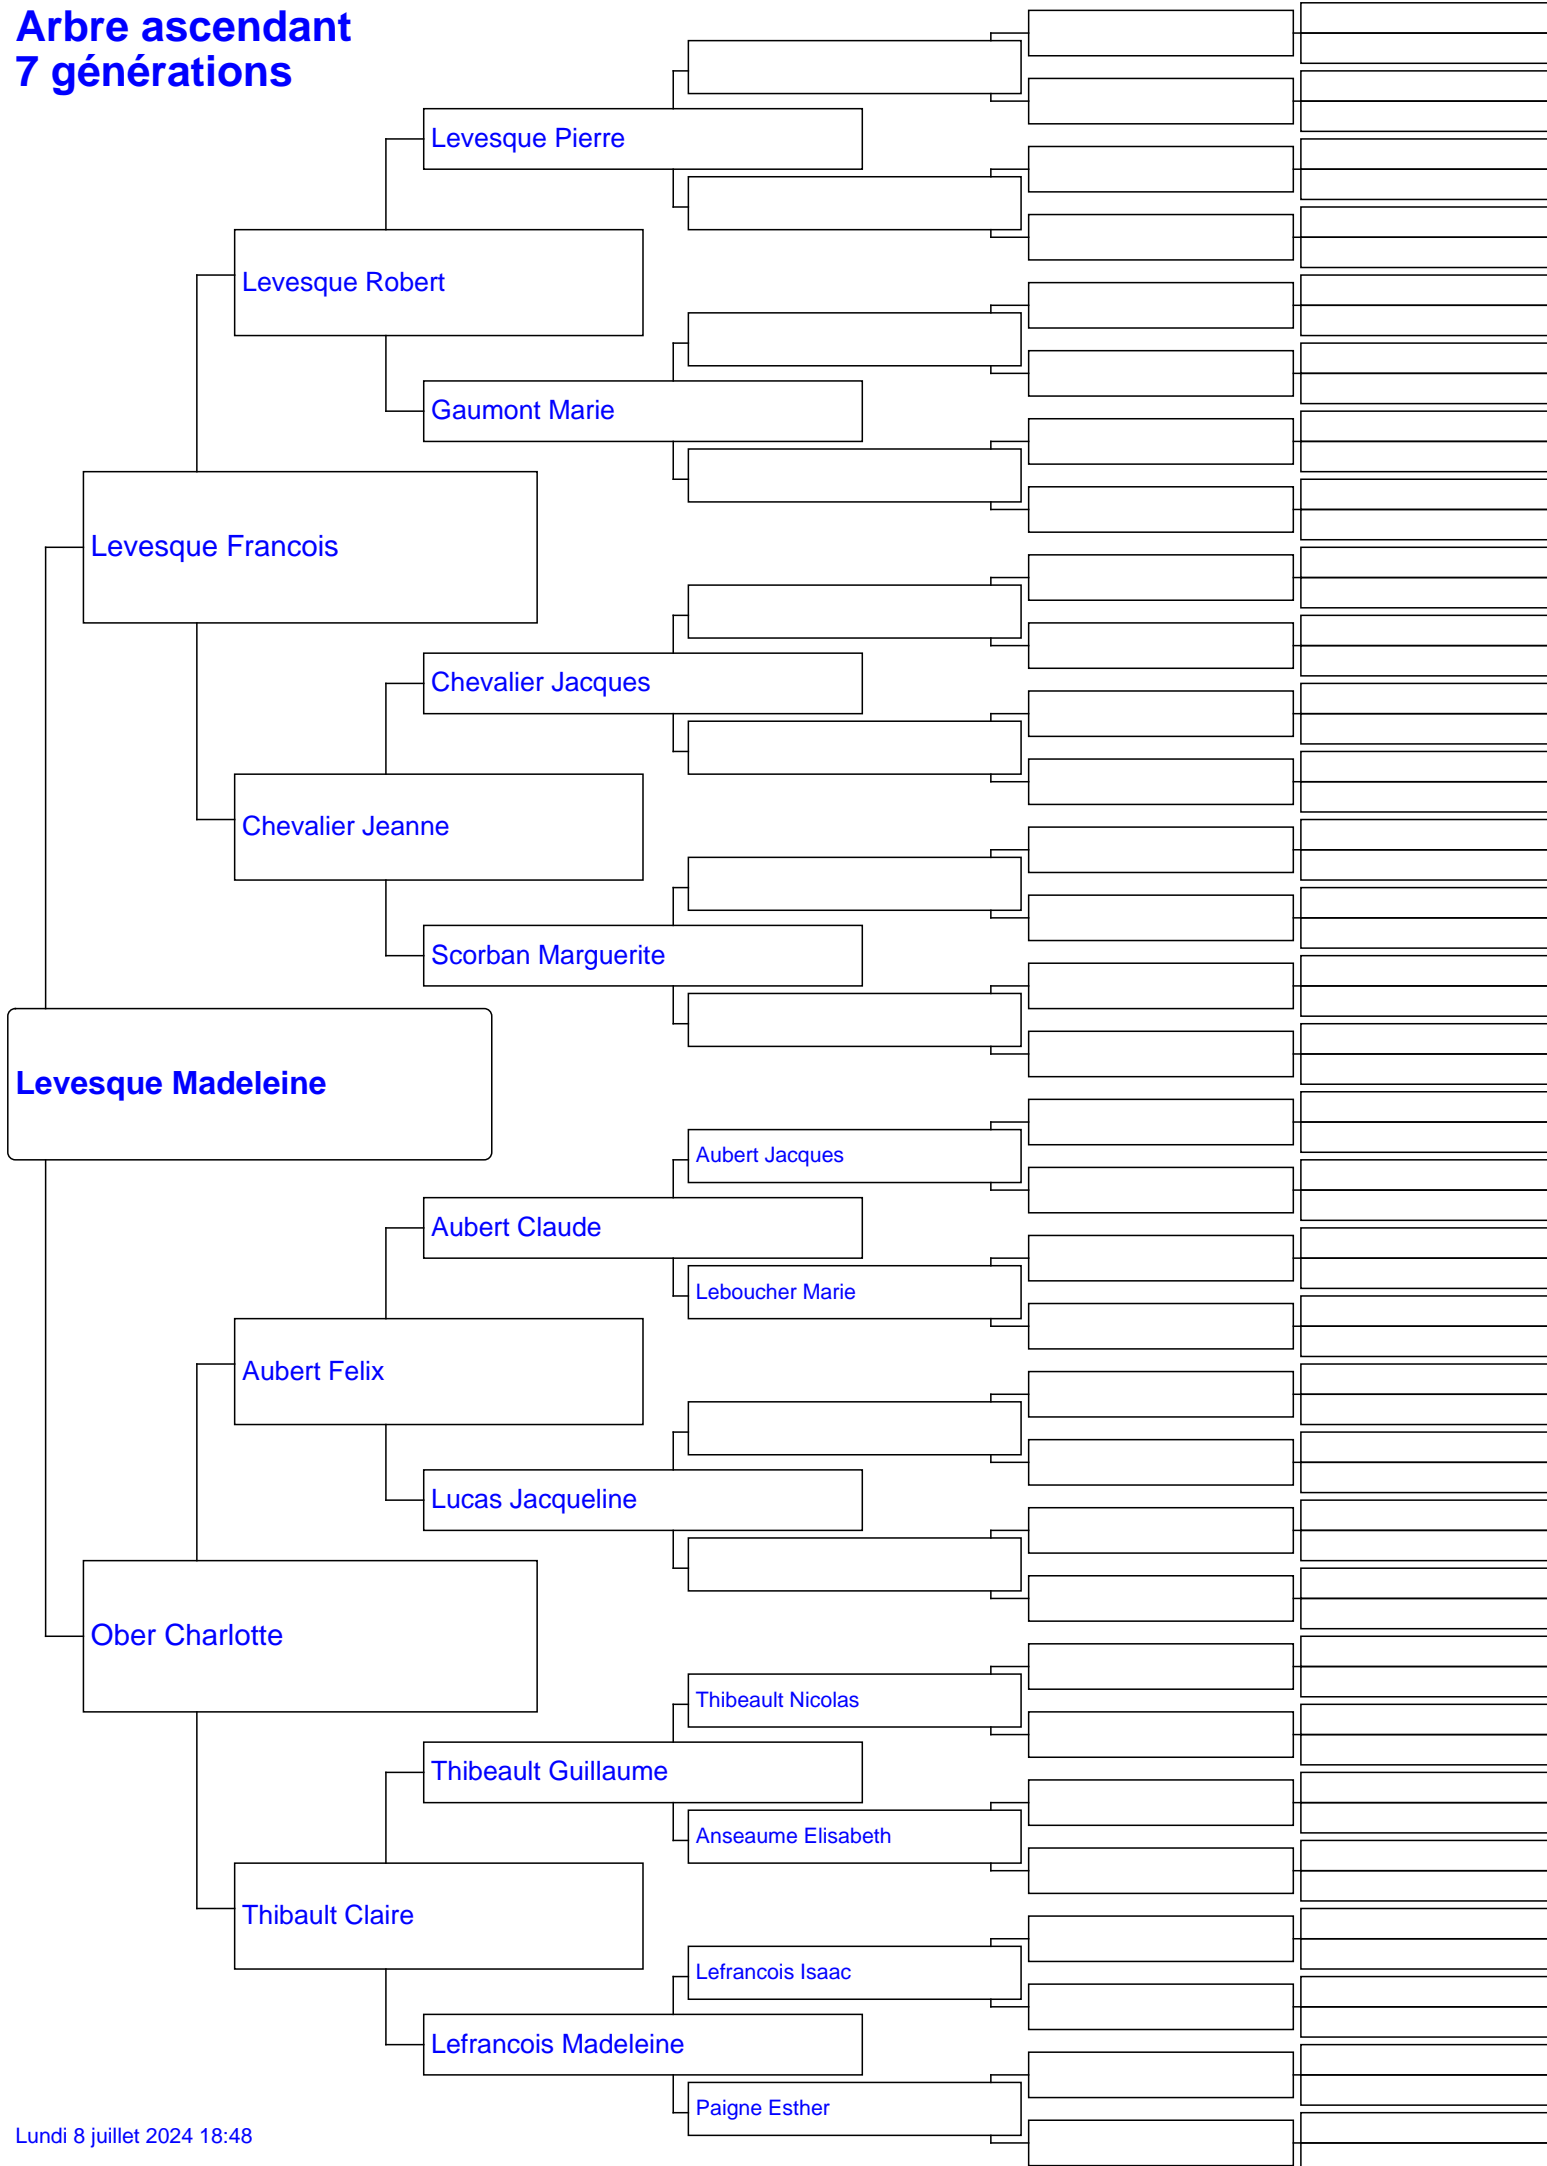 Arbre ascendant
7 générations
Levesque Pierre
Levesque Robert
Gaumont Marie
Levesque Francois
Chevalier Jacques
Chevalier Jeanne
Scorban Marguerite
Levesque Madeleine
Aubert Jacques
Aubert Claude
Leboucher Marie
Aubert Felix
Lucas Jacqueline
Ober Charlotte
Thibeault Nicolas
Thibeault Guillaume
Anseaume Elisabeth
Thibault Claire
Lefrancois Isaac
Lefrancois Madeleine
Paigne Esther
Lundi 8 juillet 2024 18:48